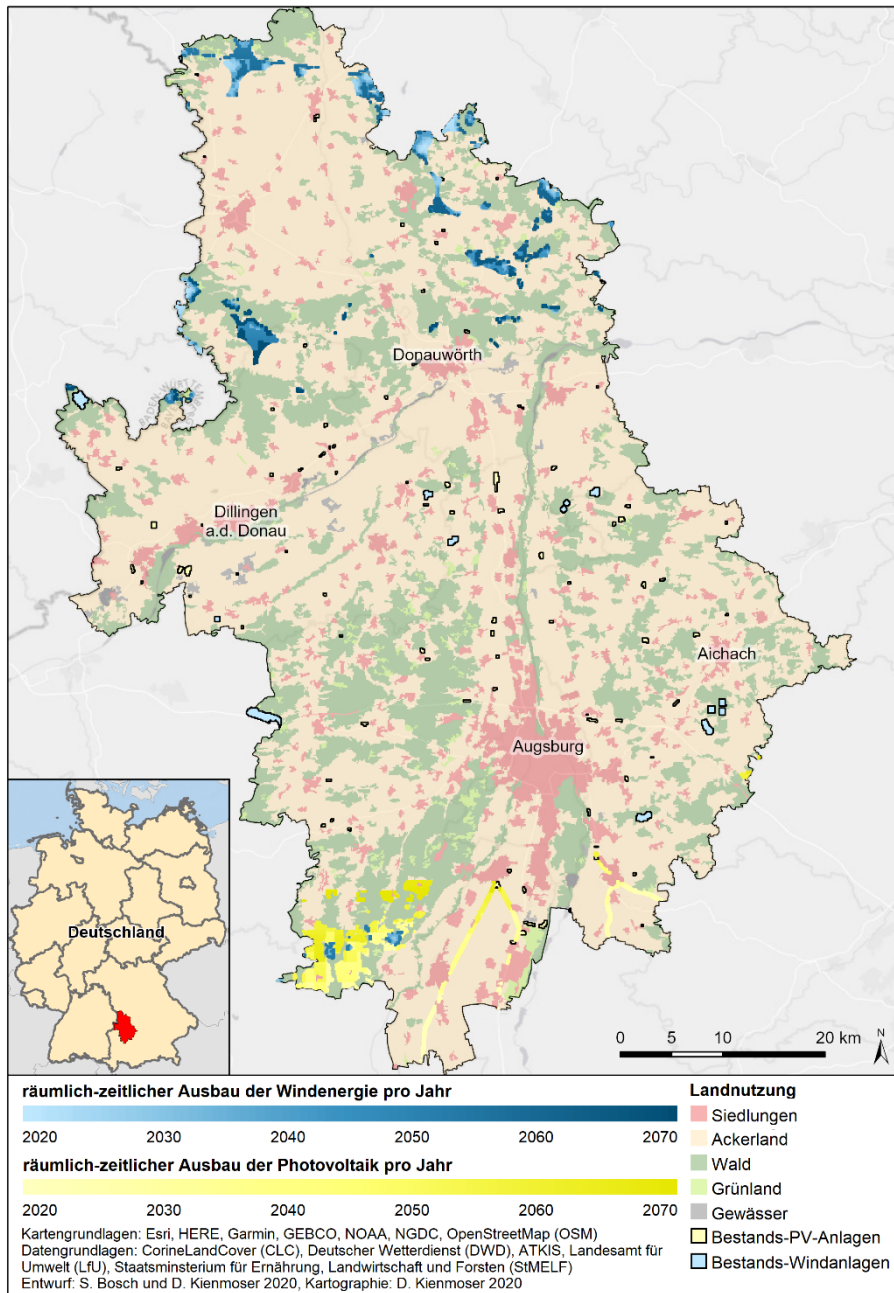 Donauwörth
Dillingen
a.d. Donau
Aichach
Augsburg
Deutschland
0 5 10 20 km
N
räumlich-zeitlicher Ausbau der Windenergie pro Jahr
2020 2030 2040 2050 2060 2070
räumlich-zeitlicher Ausbau der Photovoltaik pro Jahr
2020 2030 2040 2050 2060 2070
Kartengrundlagen: Esri, HERE, Garmin, GEBCO, NOAA, NGDC, OpenStreetMap (OSM)
Datengrundlagen: CorineLandCover (CLC), Deutscher Wetterdienst (DWD), ATKIS, Landesamt für
Umwelt (LfU), Staatsministerium für Ernährung, Landwirtschaft und Forsten (StMELF)
Entwurf: S. Bosch und D. Kienmoser 2020, Kartographie: D. Kienmoser 2020
Landnutzung
Siedlungen
Ackerland
Wald
Grünland
Gewässer
Bestands-PV-Anlagen
Bestands-Windanlagen